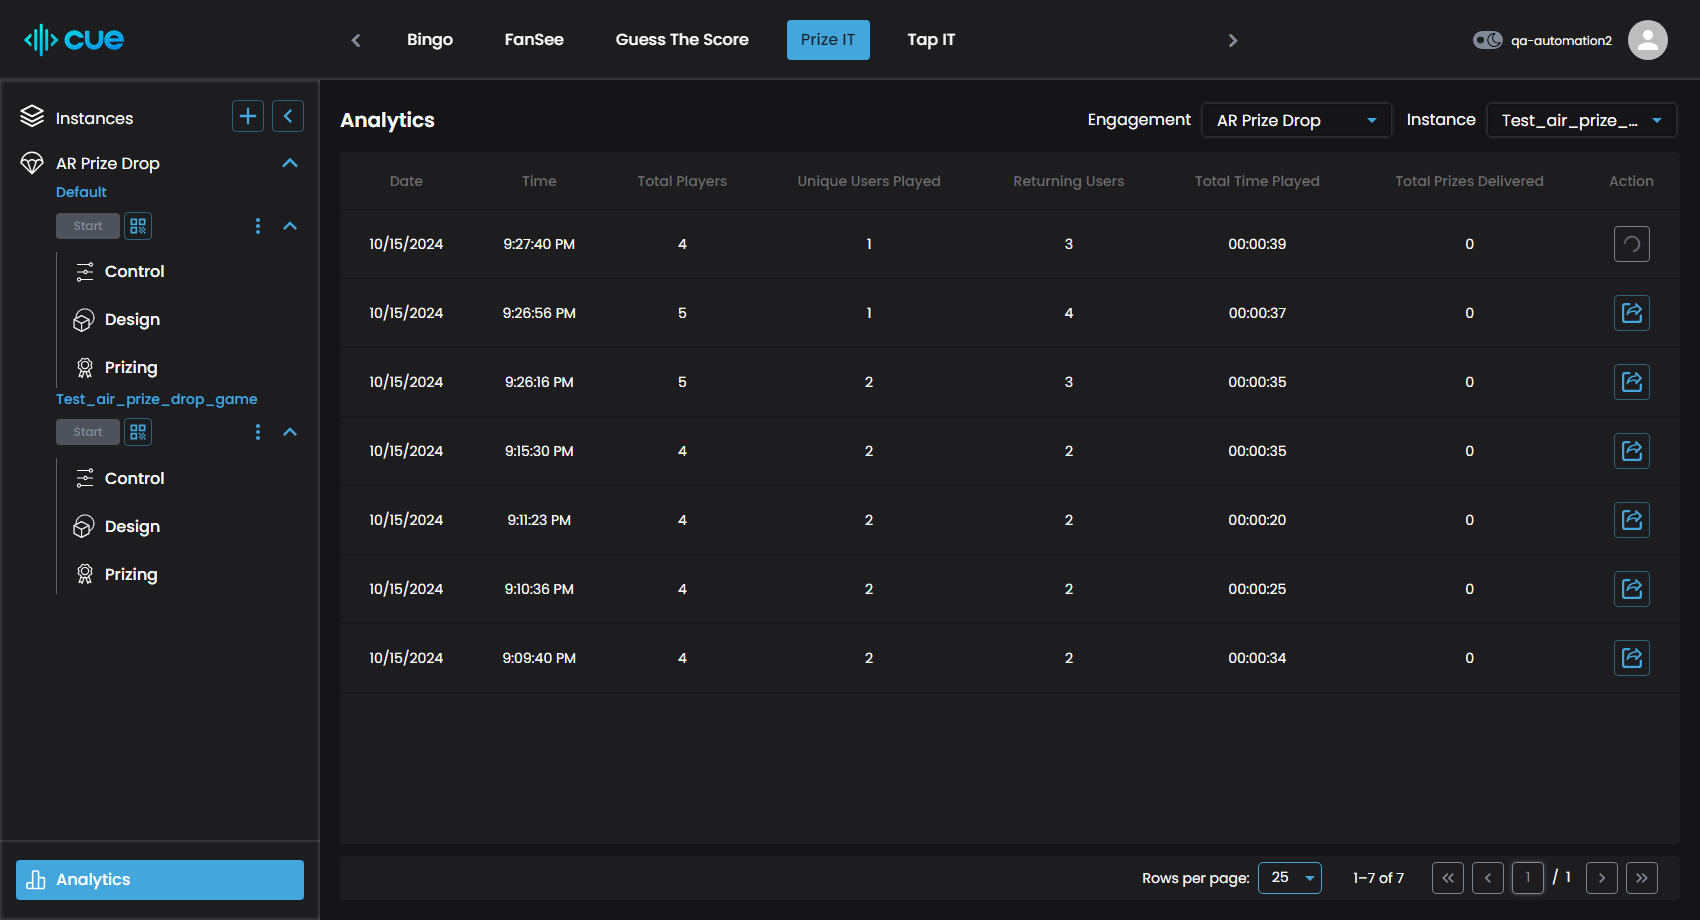 cue
Bingo FanSee Guess The Score Prize IT Tap IT
qa-automation2
Instances
AR Prize Drop
Default
Start
Control
Design
Prizing
Test_air_prize_drop_game
Start
Control
Design
Prizing
Analytics
Analytics
Engagement AR Prize Drop Instance Test_air_prize_...
Date Time Total Players Unique Users Played Returning Users Total Time Played Total Prizes Delivered Action
10/15/2024 9:27:40 PM 4 1 3 00:00:39 0
10/15/2024 9:26:56 PM 5 1 4 00:00:37 0
10/15/2024 9:26:16 PM 5 2 3 00:00:35 0
10/15/2024 9:15:30 PM 4 2 2 00:00:35 0
10/15/2024 9:11:23 PM 4 2 2 00:00:20 0
10/15/2024 9:10:36 PM 4 2 2 00:00:25 0
10/15/2024 9:09:40 PM 4 2 2 00:00:34 0
Rows per page: 25 1–7 of 7 1 / 1